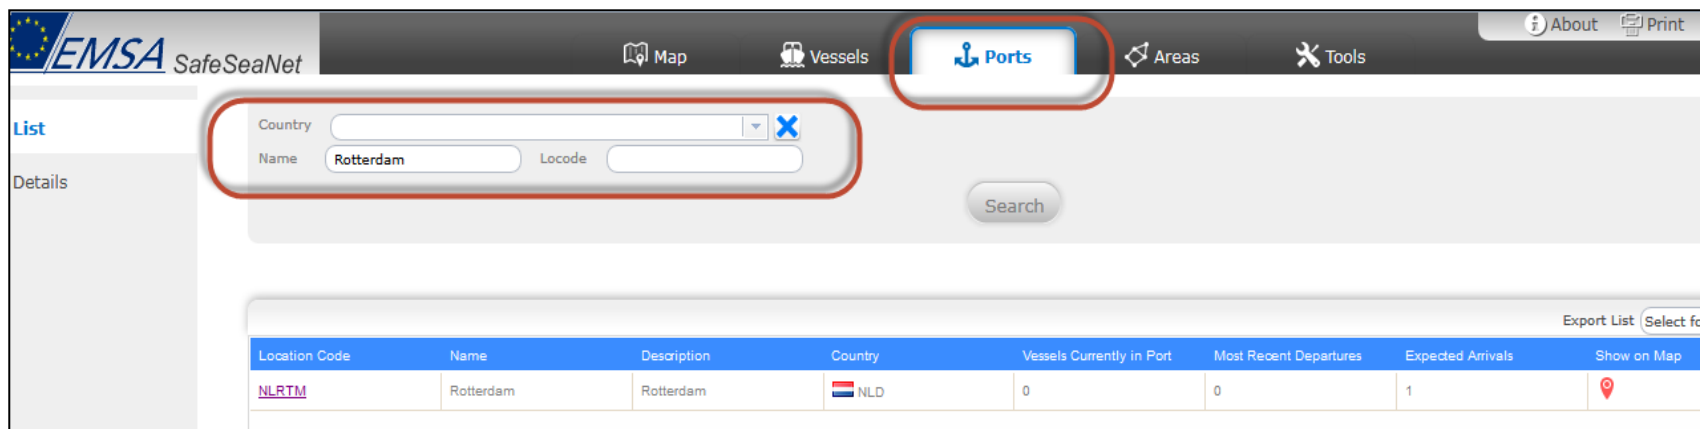 About Print
EMSA SafeSeaNet
Map Vessels Ports Areas Tools
List
Details
Country
Name Rotterdam Locode
Search
Export List Select fo
Location Code Name Description Country Vessels Currently in Port Most Recent Departures Expected Arrivals Show on Map
NLRTM Rotterdam Rotterdam NLD 0 0 1